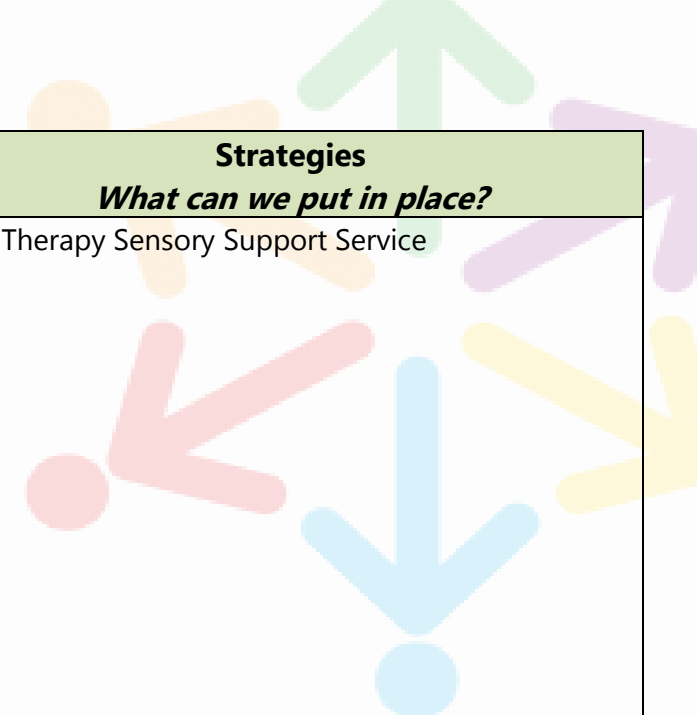 Strategies
What can we put in place?
Therapy Sensory Support Service